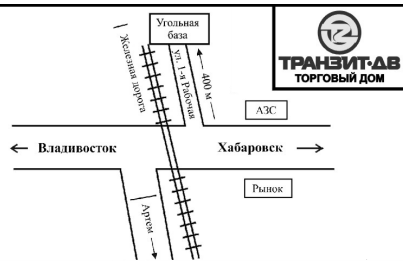 Угольная
база
ТРАНЗИТ-ДВ
ТОРГОВЫЙ ДОМ
Железная дорога
ул. 1-я Рабочая
400 м
АЗС
Владивосток
Хабаровск
Рынок
Артем